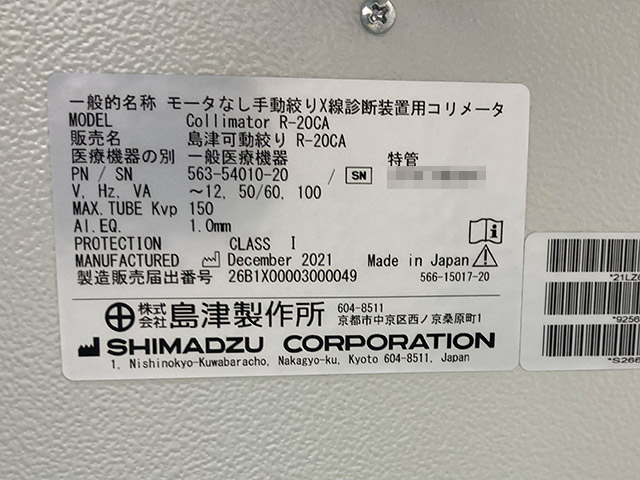 一般的名称 モータなし手動絞りX線診断装置用コリメータ
MODEL Collimator R-20CA
販売名 島津可動絞り R-20CA
医療機器の別 一般医療機器 特管
PN / SN 563-54010-20 / SN
V, Hz, VA ～12, 50/60, 100
MAX.TUBE Kvp 150
Al.EQ. 1.0mm
PROTECTION CLASS I
MANUFACTURED December 2021 Made in Japan
製造販売届出番号 26B1X00003000049 566-15017-20
株式会社 島津製作所 604-8511 京都市中京区西ノ京桑原町1
SHIMADZU CORPORATION
1. Nishinokyo-Kuwabaracho, Nakagyo-ku, Kyoto 604-8511, Japan
*21LZ6
*9256
*S266